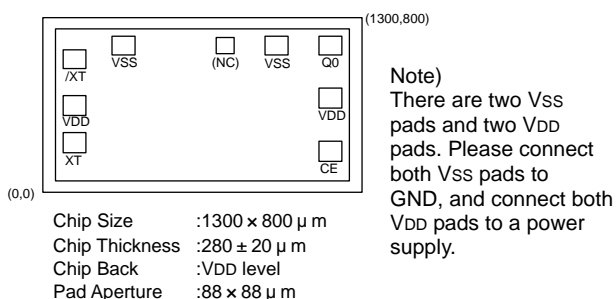 (1300,800)
VSS (NC) VSS Q0
/XT
VDD VDD
XT
CE
(0,0)
Chip Size :1300 × 800 μ m
Chip Thickness :280 ± 20 μ m
Chip Back :VDD level
Pad Aperture :88 × 88 μ m
Note)
There are two VSS
pads and two VDD
pads. Please connect
both VSS pads to
GND, and connect both
VDD pads to a power
supply.